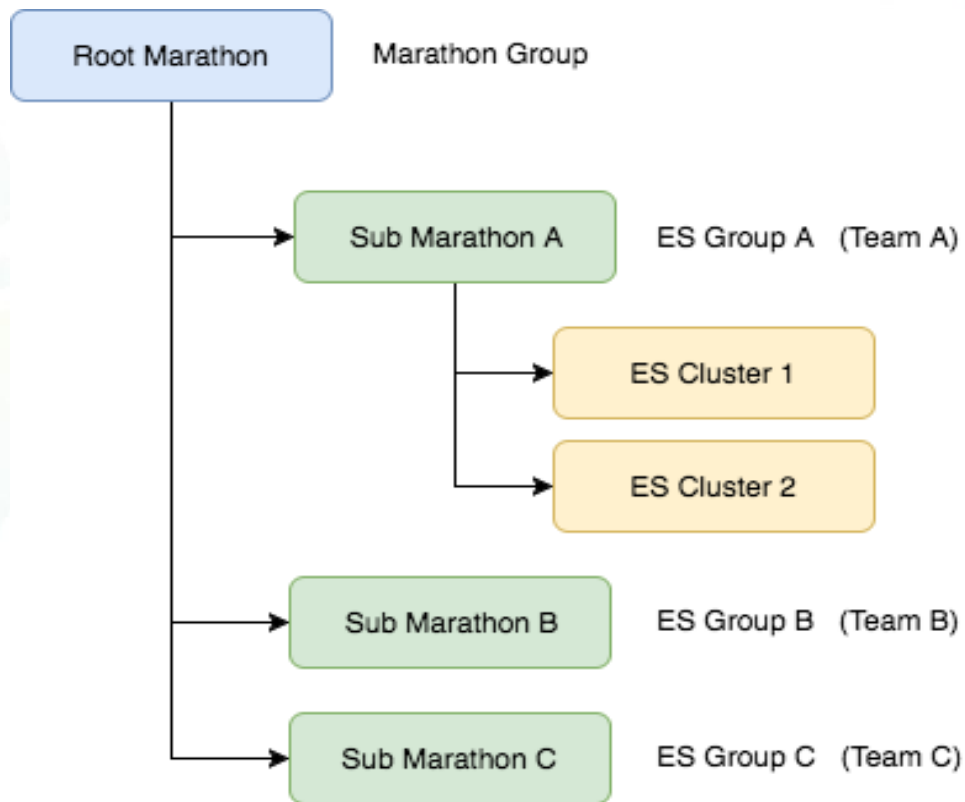 Root Marathon Marathon Group
Sub Marathon A ES Group A (Team A)
ES Cluster 1
ES Cluster 2
Sub Marathon B ES Group B (Team B)
Sub Marathon C ES Group C (Team C)